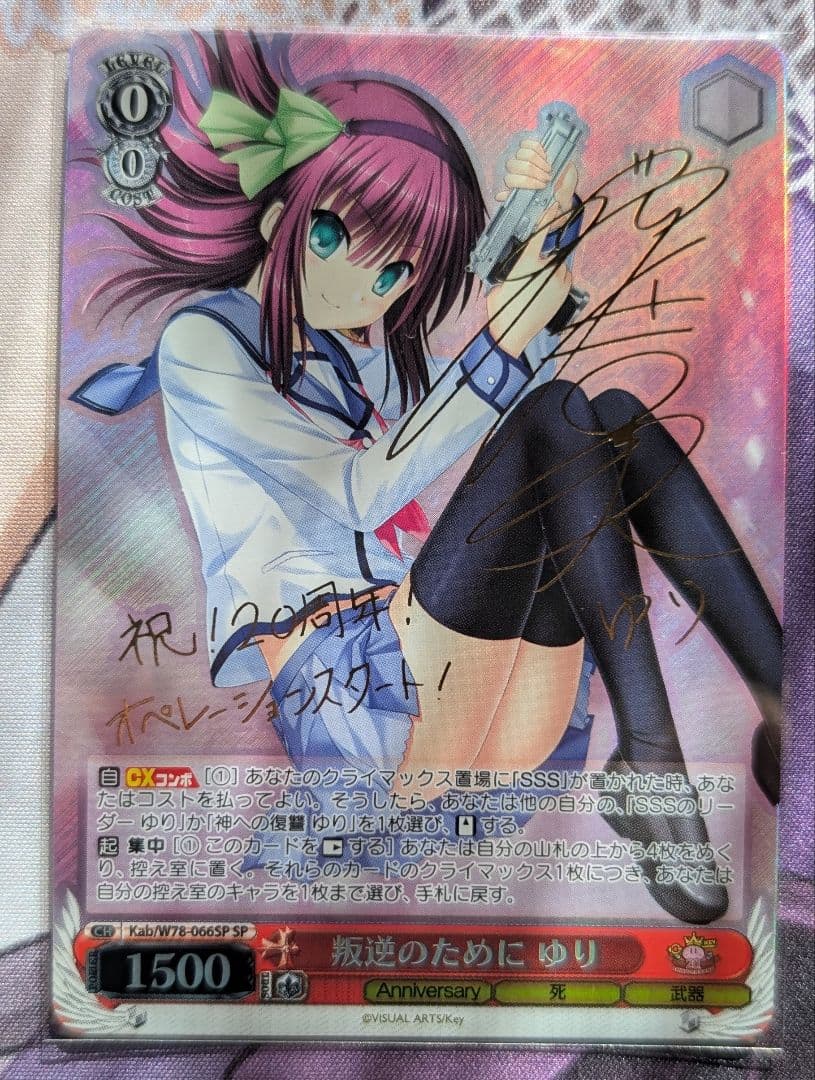 LEVEL
0
0
COST
祝!20周年!
ゆり
オペレーションスタート!
自 CXコンボ [①] あなたのクライマックス置場に「SSS」が置かれた時、あな
たはコストを払ってよい。そうしたら、あなたは他の自分の、「SSSのリー
ダー ゆり」か「神への復讐 ゆり」を1枚選び、する。
起 集中 [① このカードをする] あなたは自分の山札の上から4枚をめく
り、控え室に置く。それらのカードのクライマックス1枚につき、あなたは
自分の控え室のキャラを1枚まで選び、手札に戻す。
CH Kab/W78-066SP SP
叛逆のために ゆり
POWER 1500 SOUL
Anniversary 死 武器
©VISUAL ARTS/Key